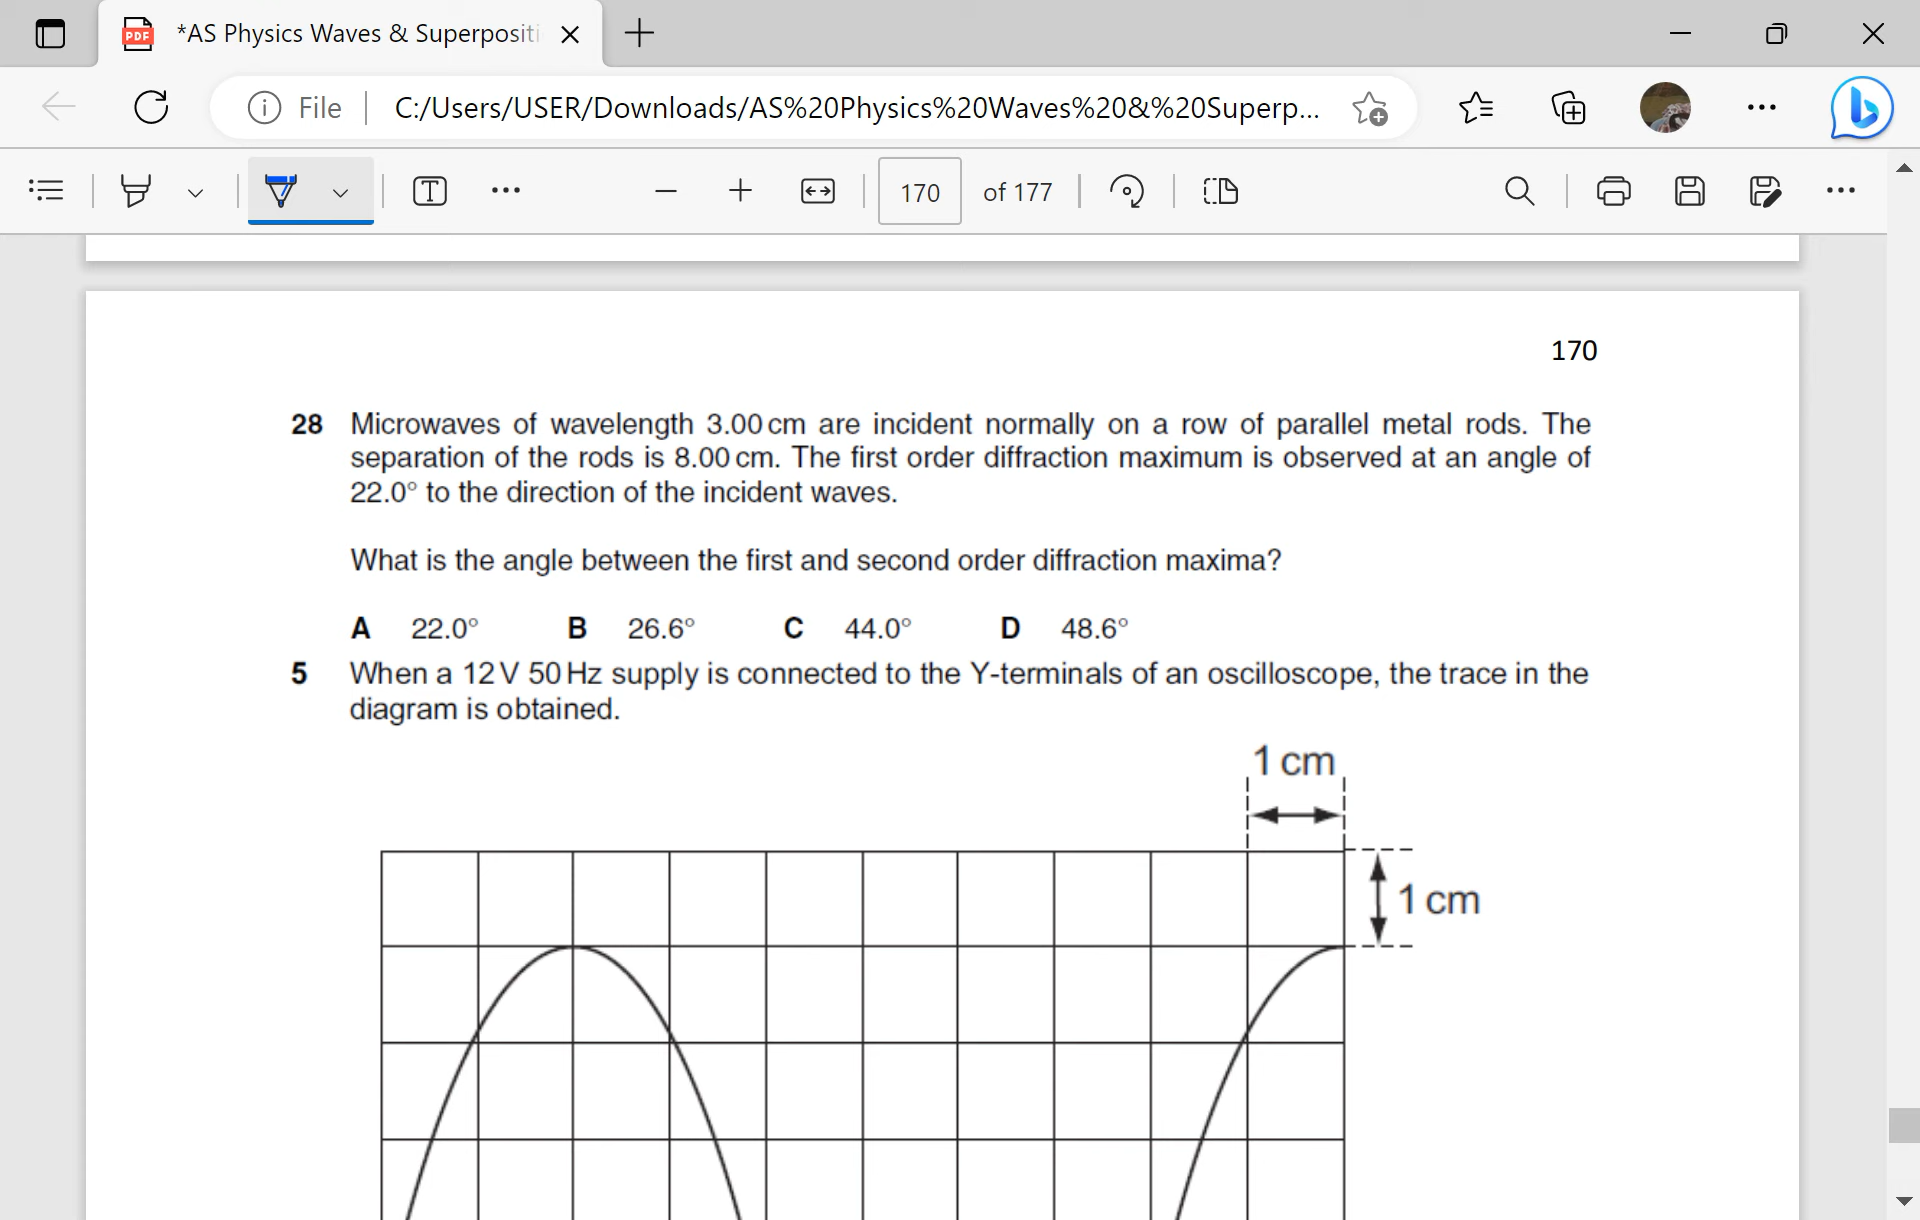 *AS Physics Waves & Superpositi
File
C:/Users/USER/Downloads/AS%20Physics%20Waves%20&%20Superp...
170 of 177
170
28 Microwaves of wavelength 3.00 cm are incident normally on a row of parallel metal rods. The
separation of the rods is 8.00 cm. The first order diffraction maximum is observed at an angle of
22.0° to the direction of the incident waves.
What is the angle between the first and second order diffraction maxima?
A 22.0° B 26.6° C 44.0° D 48.6°
5 When a 12 V 50 Hz supply is connected to the Y-terminals of an oscilloscope, the trace in the
diagram is obtained.
1 cm
1 cm